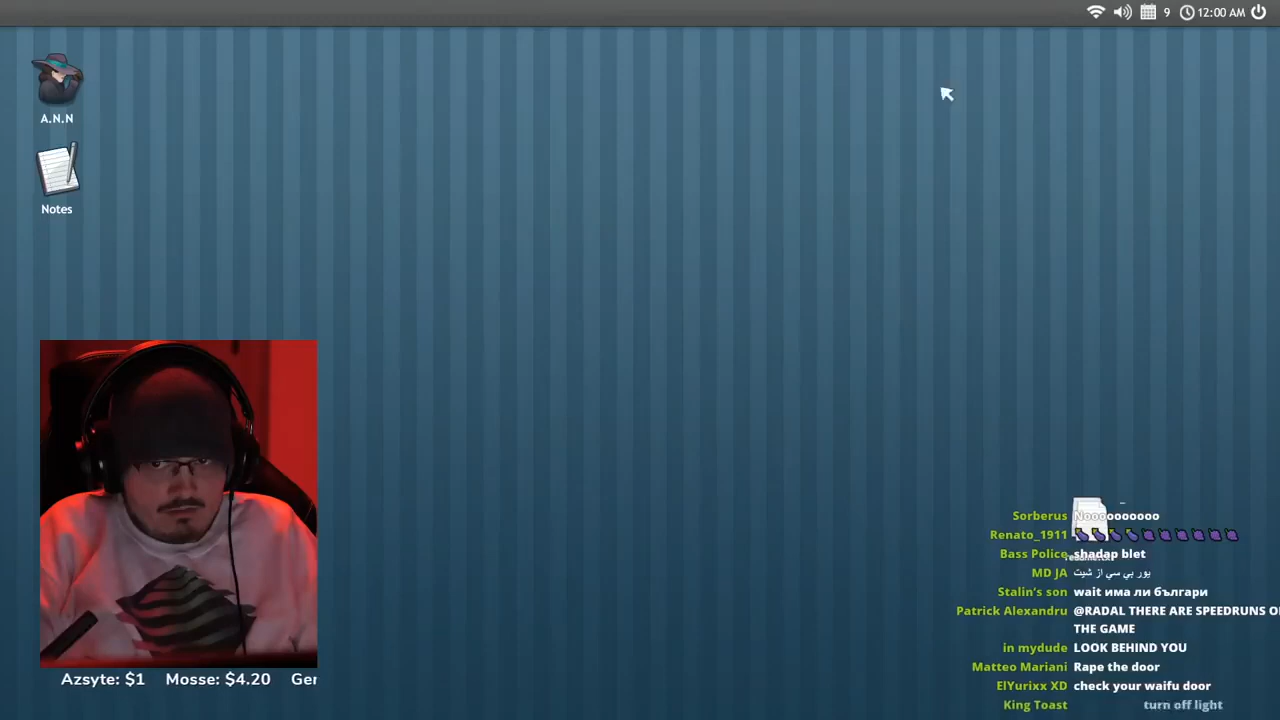 9 12:00 AM
A.N.N
Notes
Sorberus Noooooooooo
Renato_1911
Bass Police shadap blet
MD JA يور بي سي از شيت
Stalin's son wait има ли българи
Patrick Alexandru @RADAL THERE ARE SPEEDRUNS
THE GAME
in mydude LOOK BEHIND YOU
Matteo Mariani Rape the door
ElYurixx XD check your waifu door
King Toast turn off light
Azsyte: $1 Mosse: $4.20 Ger